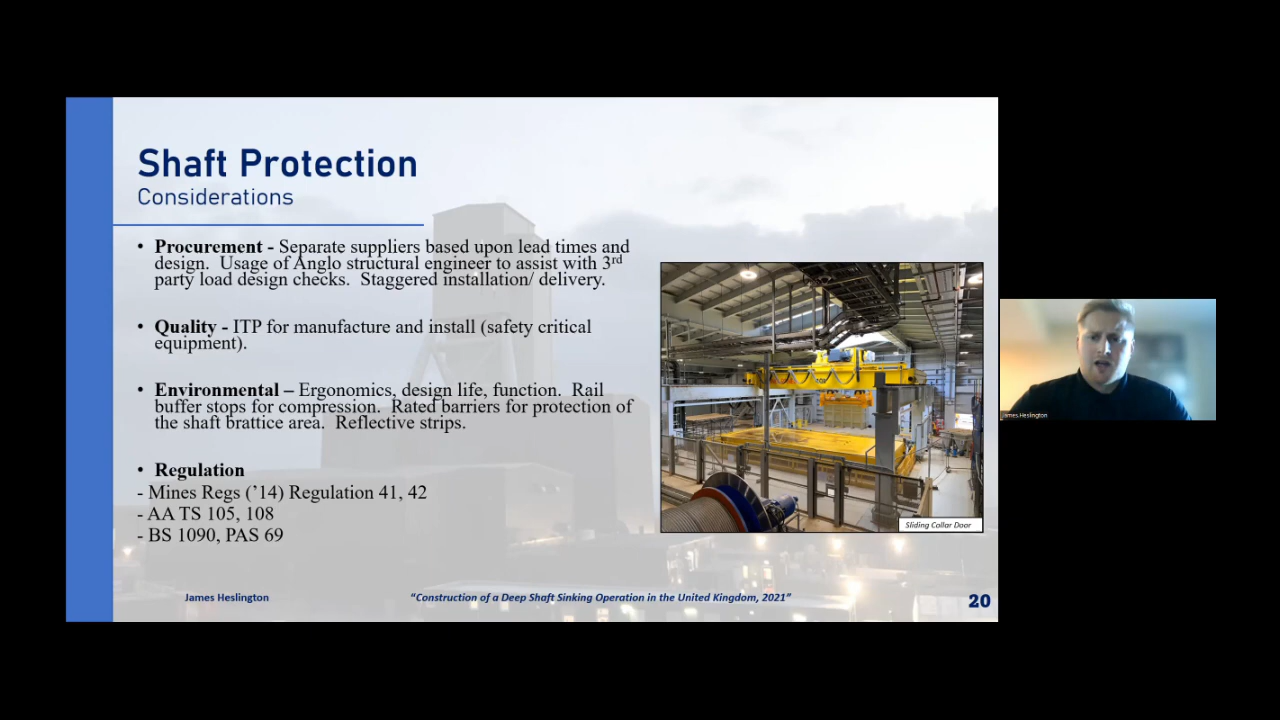 Shaft Protection
Considerations
• Procurement - Separate suppliers based upon lead times and
design. Usage of Anglo structural engineer to assist with 3rd
party load design checks. Staggered installation/ delivery.
• Quality - ITP for manufacture and install (safety critical
equipment).
• Environmental – Ergonomics, design life, function. Rail
buffer stops for compression. Rated barriers for protection of
the shaft brattice area. Reflective strips.
• Regulation
- Mines Regs (’14) Regulation 41, 42
- AA TS 105, 108
- BS 1090, PAS 69
Sliding Collar Door
James Heslington
James Heslington
“Construction of a Deep Shaft Sinking Operation in the United Kingdom, 2021”
20